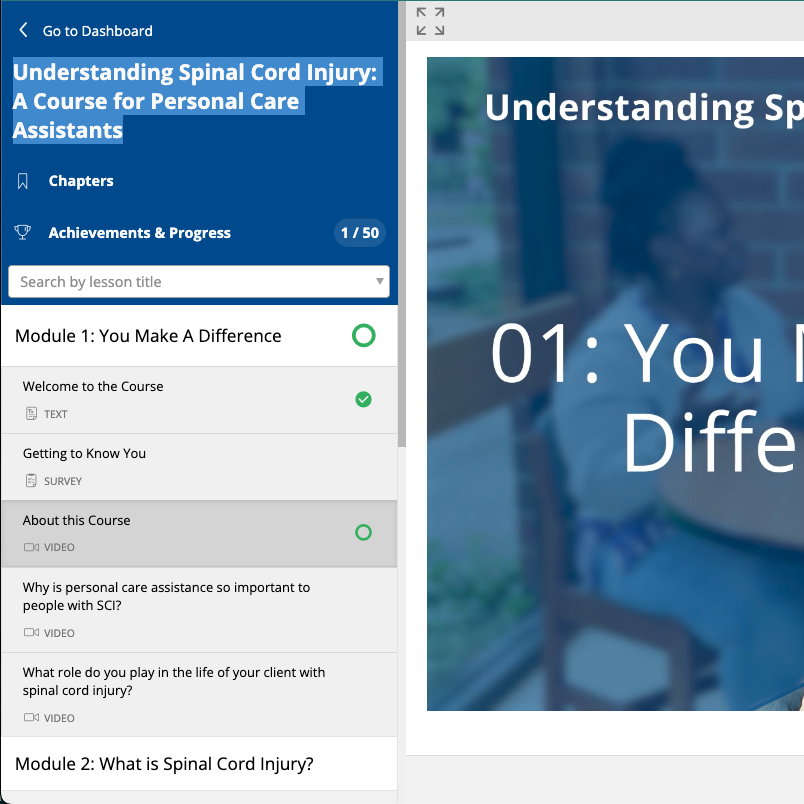 Go to Dashboard
Understanding Spinal Cord Injury:
A Course for Personal Care
Assistants
Chapters
Achievements & Progress
1 / 50
Search by lesson title
Module 1: You Make A Difference
Welcome to the Course
TEXT
Getting to Know You
SURVEY
About this Course
VIDEO
Why is personal care assistance so important to
people with SCI?
VIDEO
What role do you play in the life of your client with
spinal cord injury?
VIDEO
Module 2: What is Spinal Cord Injury?
Understanding Sp
01: You
Diffe